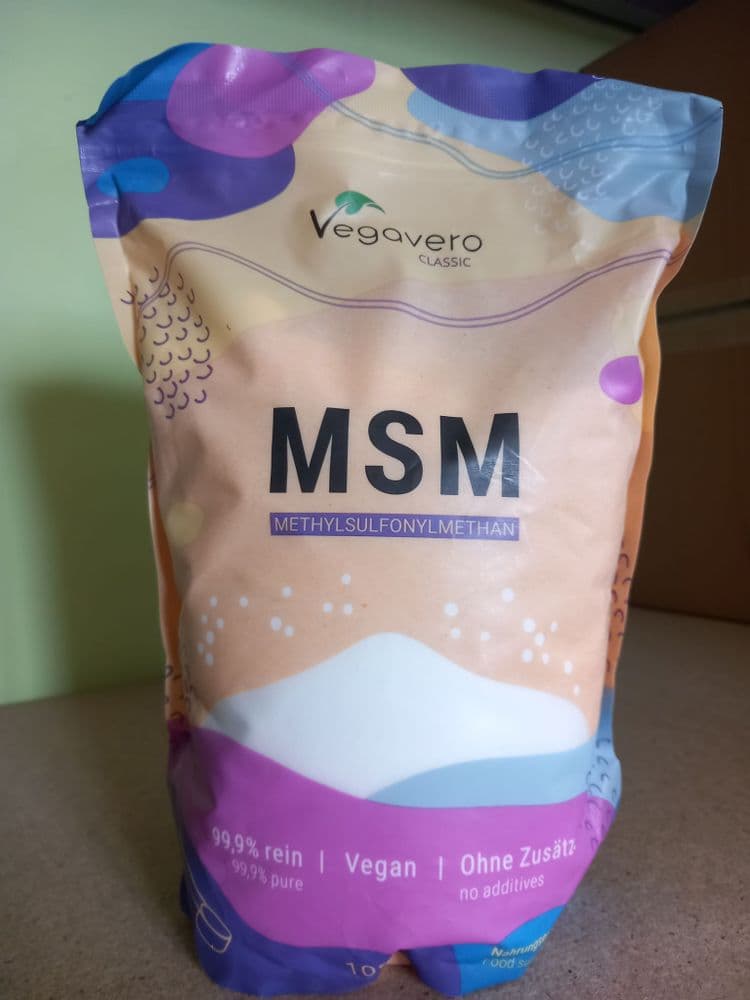 Vegavero
CLASSIC
MSM
METHYLSULFONYLMETHAN
99,9% rein | Vegan | Ohne Zusätz
99,9% pure
no additives